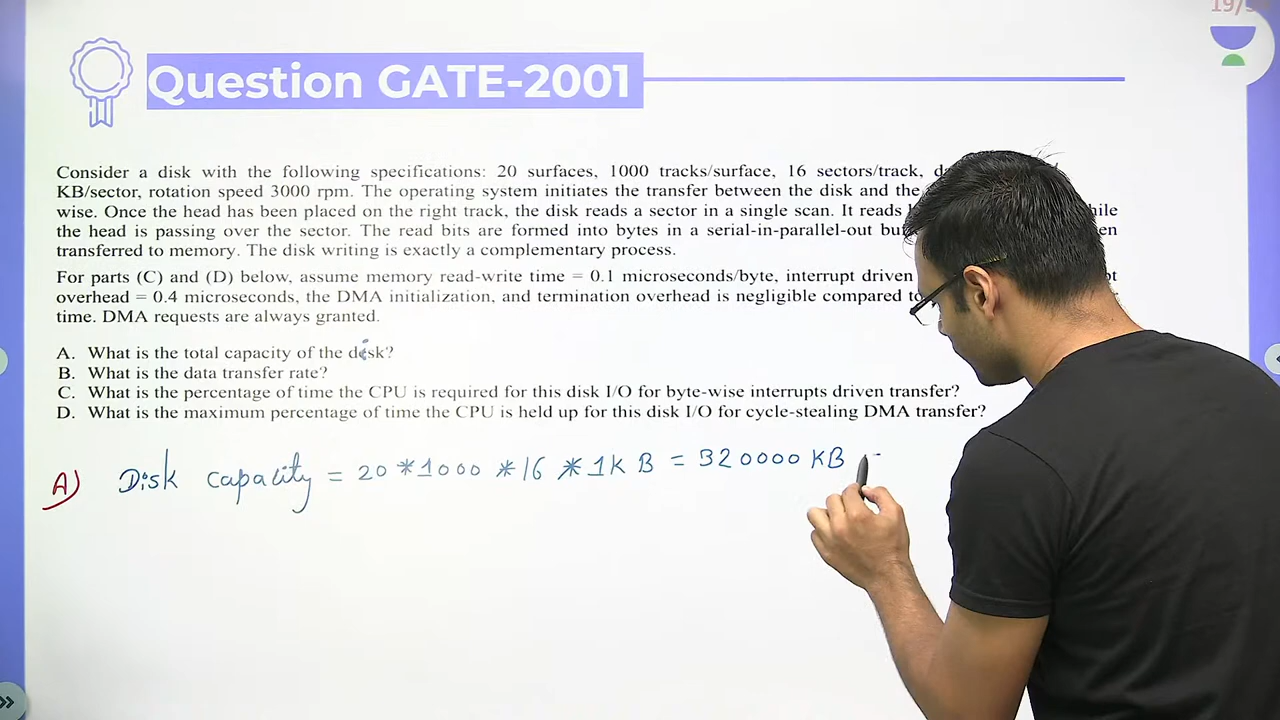 19/
Question GATE-2001
Consider a disk with the following specifications: 20 surfaces, 1000 tracks/surface, 16 sectors/track,
KB/sector, rotation speed 3000 rpm. The operating system initiates the transfer between the disk and the
wise. Once the head has been placed on the right track, the disk reads a sector in a single scan. It reads
the head is passing over the sector. The read bits are formed into bytes in a serial-in-parallel-out
transferred to memory. The disk writing is exactly a complementary process.
For parts (C) and (D) below, assume memory read-write time = 0.1 microseconds/byte, interrupt driven
overhead = 0.4 microseconds, the DMA initialization, and termination overhead is negligible compared to
time. DMA requests are always granted.
A. What is the total capacity of the disk?
B. What is the data transfer rate?
C. What is the percentage of time the CPU is required for this disk I/O for byte-wise interrupts driven transfer?
D. What is the maximum percentage of time the CPU is held up for this disk I/O for cycle-stealing DMA transfer?
A) Disk capacity = 20 * 1000 * 16 * 1K B = 320000 KB